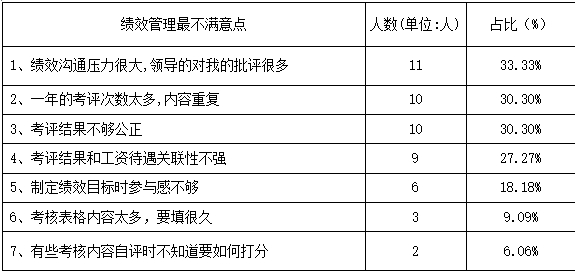 绩效管理最不满意点 人数(单位:人) 占比（%）
1、绩效沟通压力很大,领导的对我的批评很多 11 33.33%
2、一年的考评次数太多,内容重复 10 30.30%
3、考评结果不够公正 10 30.30%
4、考评结果和工资待遇关联性不强 9 27.27%
5、制定绩效目标时参与感不够 6 18.18%
6、考核表格内容太多，要填很久 3 9.09%
7、有些考核内容自评时不知道要如何打分 2 6.06%